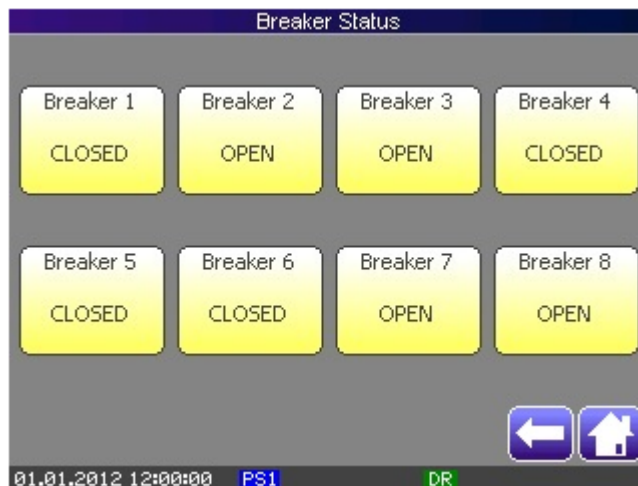 Breaker Status
Breaker 1 Breaker 2 Breaker 3 Breaker 4
CLOSED OPEN OPEN CLOSED
Breaker 5 Breaker 6 Breaker 7 Breaker 8
CLOSED CLOSED OPEN OPEN
01.01.2012 12:00:00 PS1 DR